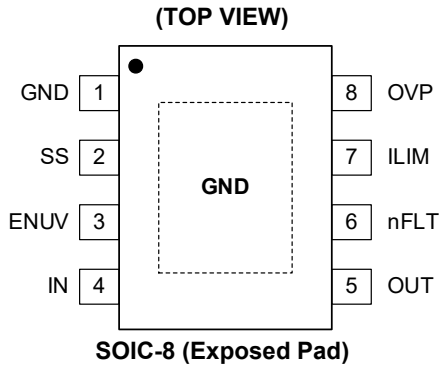 (TOP VIEW)
GND 1 8 OVP
SS 2 7 ILIM
GND
ENUV 3 6 nFLT
IN 4 5 OUT
SOIC-8 (Exposed Pad)